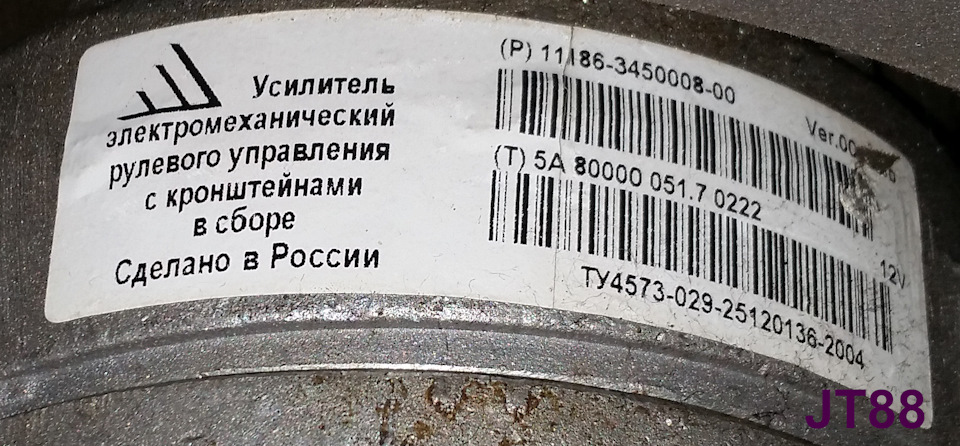 Усилитель
электромеханический
рулевого управления
с кронштейнами
в сборе
Сделано в России
(P) 11186-3450008-00
(T) 5A 80000 051.7 0222
12V
ТУ4573-029-25120136-2004
JT88